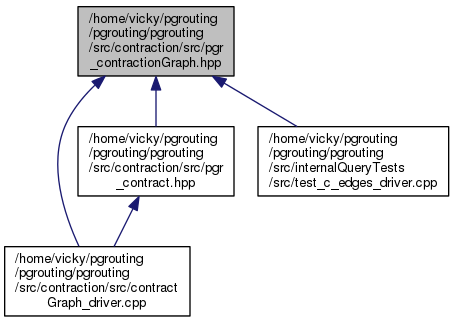 /home/vicky/pgrouting
/pgrouting/pgrouting
/src/contraction/src/pgr
_contractionGraph.hpp
/home/vicky/pgrouting
/pgrouting/pgrouting
/src/contraction/src/pgr
_contract.hpp
/home/vicky/pgrouting
/pgrouting/pgrouting
/src/internalQueryTests
/src/test_c_edges_driver.cpp
/home/vicky/pgrouting
/pgrouting/pgrouting
/src/contraction/src/contract
Graph_driver.cpp